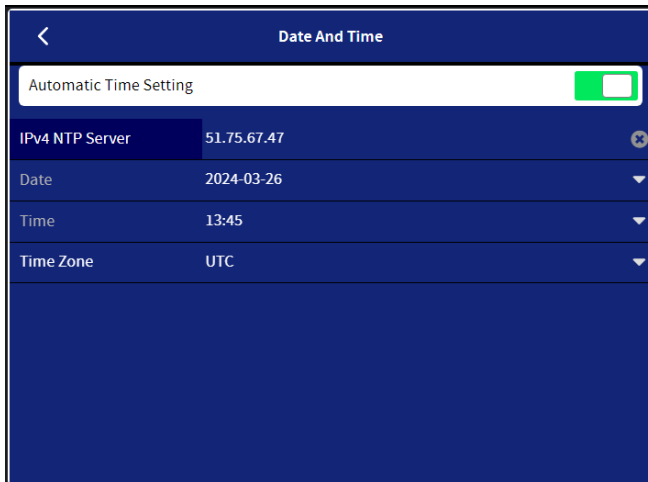 Date And Time
Automatic Time Setting
IPv4 NTP Server 51.75.67.47
Date 2024-03-26
Time 13:45
Time Zone UTC